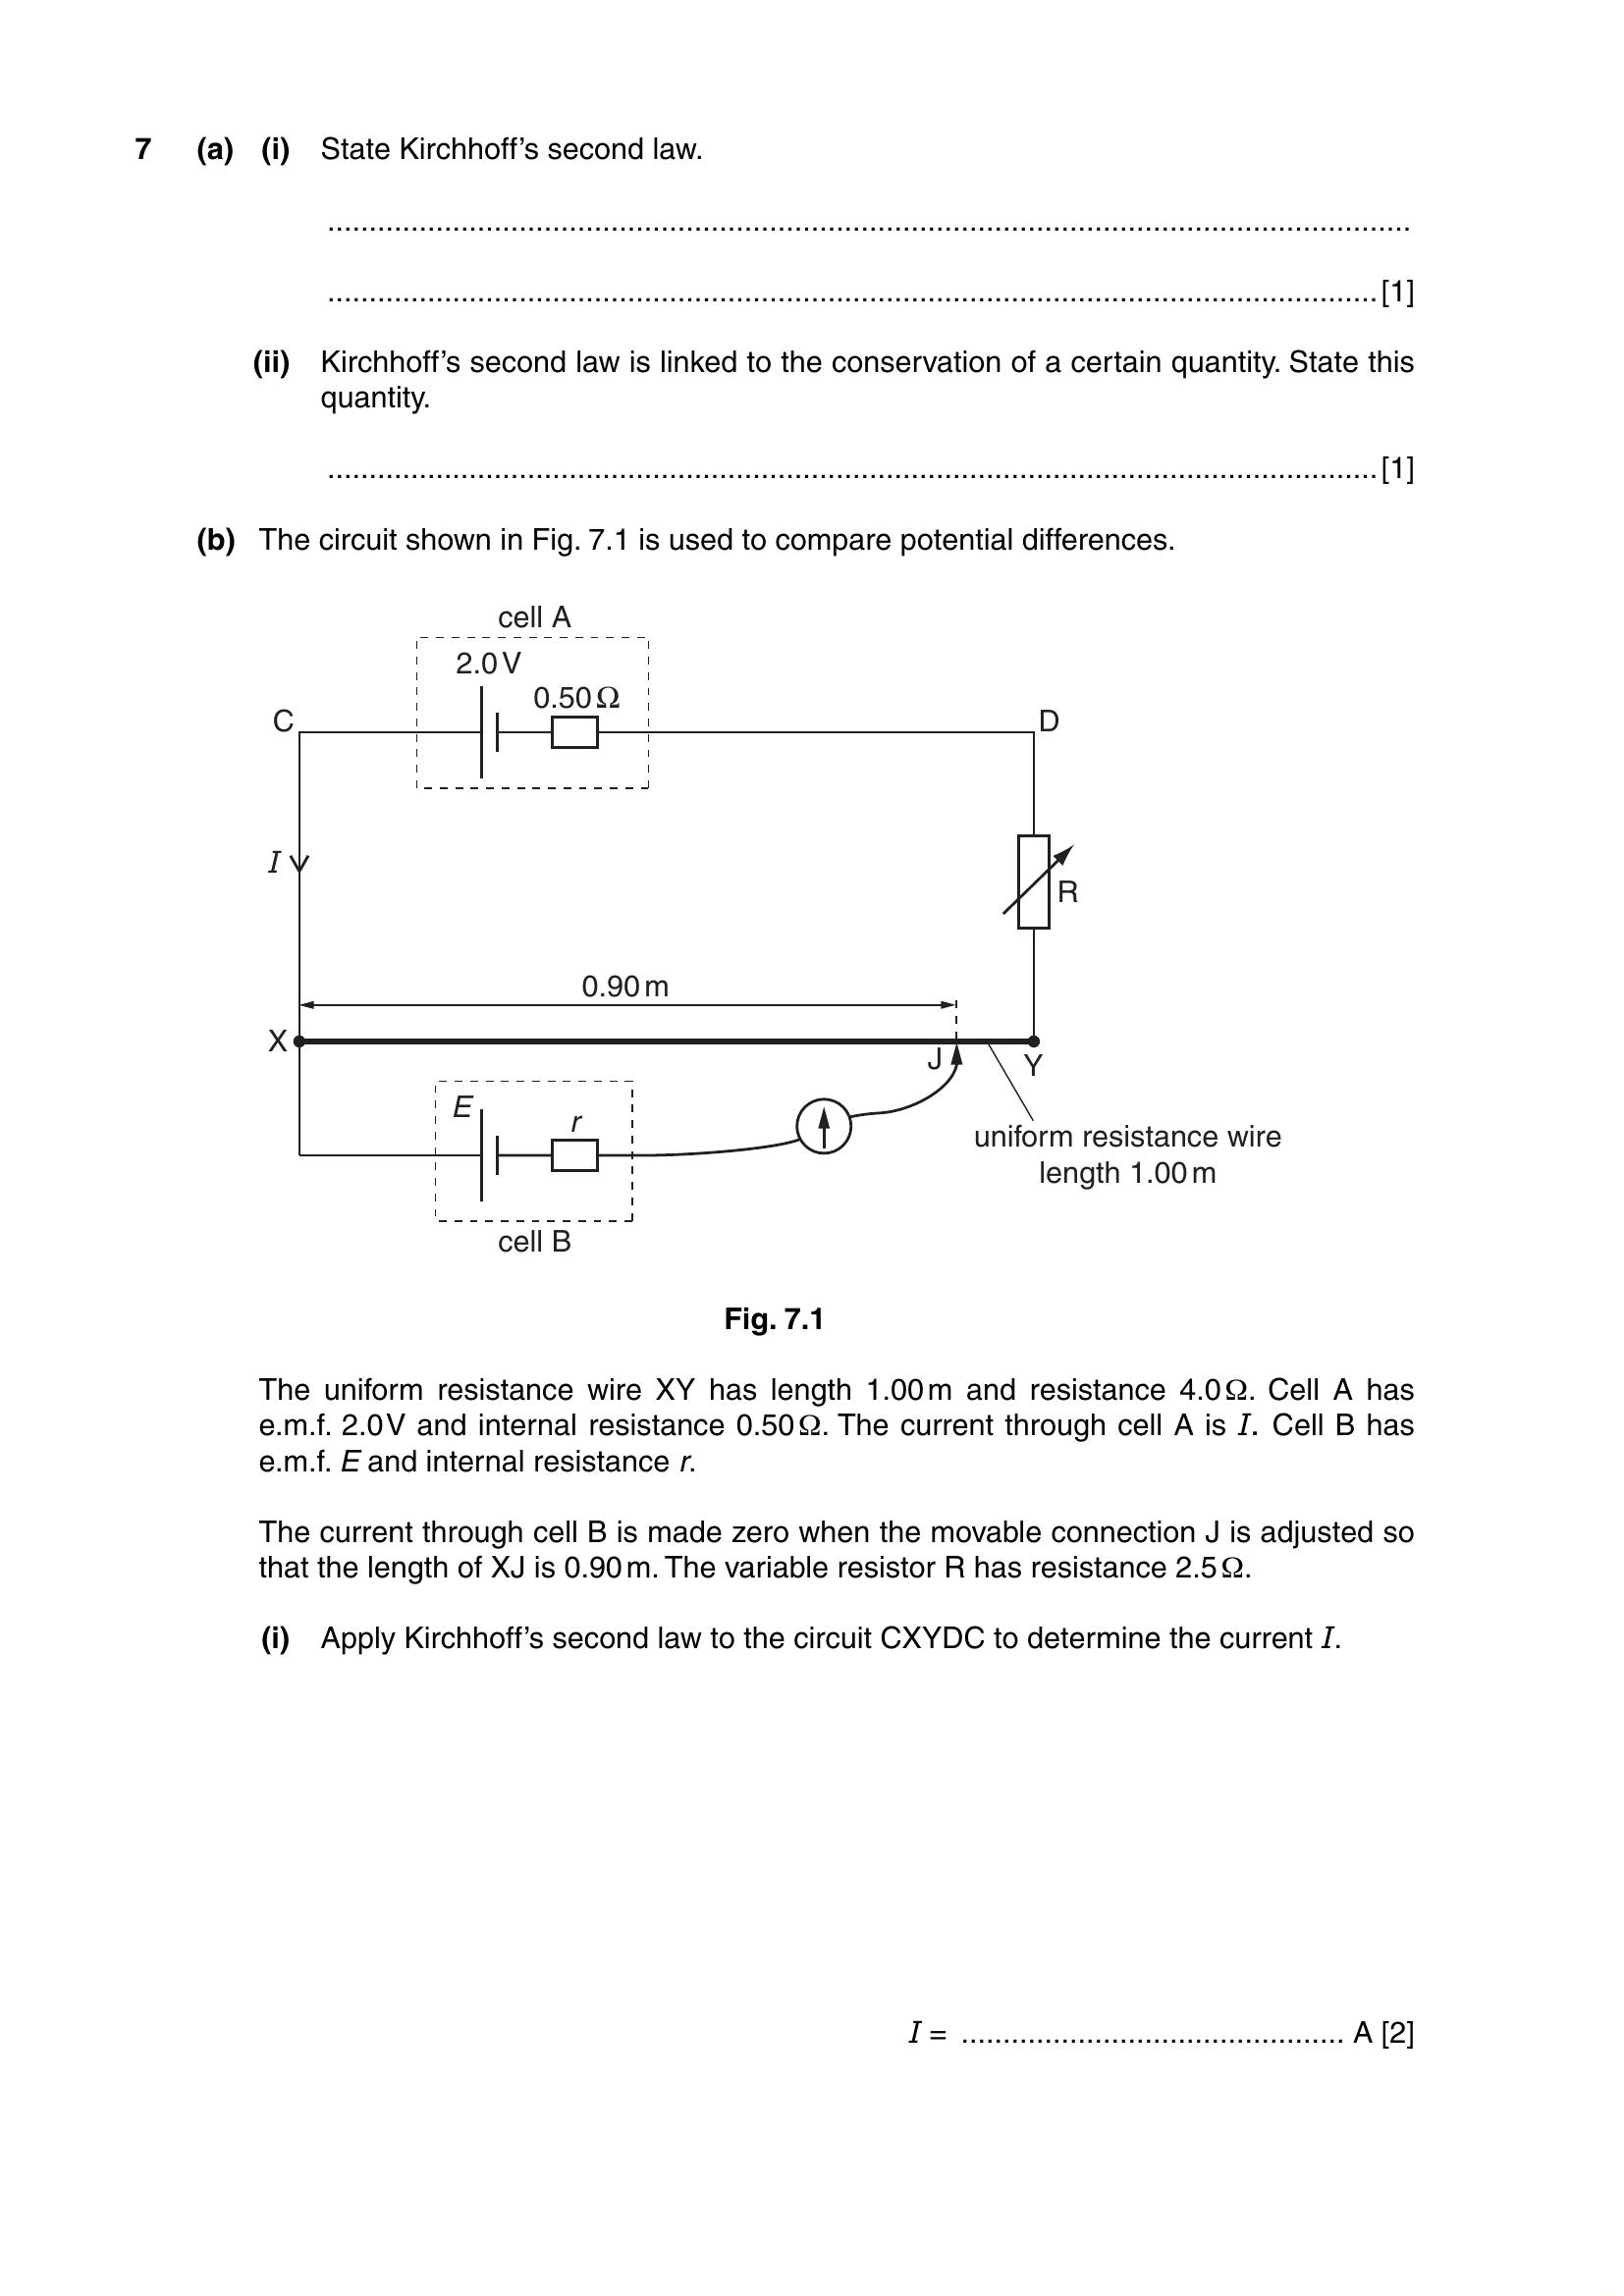 7 (a) (i) State Kirchhoff’s second law.
....................................................................................................................................
................................................................................................................................[1]
(ii) Kirchhoff’s second law is linked to the conservation of a certain quantity. State this
quantity.
................................................................................................................................[1]
(b) The circuit shown in Fig. 7.1 is used to compare potential differences.
cell A
2.0 V
0.50 Ω
C
D
I
R
0.90 m
X
J
Y
E
r
uniform resistance wire
length 1.00 m
cell B
Fig. 7.1
The uniform resistance wire XY has length 1.00 m and resistance 4.0 Ω. Cell A has
e.m.f. 2.0 V and internal resistance 0.50 Ω. The current through cell A is I. Cell B has
e.m.f. E and internal resistance r.
The current through cell B is made zero when the movable connection J is adjusted so
that the length of XJ is 0.90 m. The variable resistor R has resistance 2.5 Ω.
(i) Apply Kirchhoff’s second law to the circuit CXYDC to determine the current I.
I = .............................................. A [2]